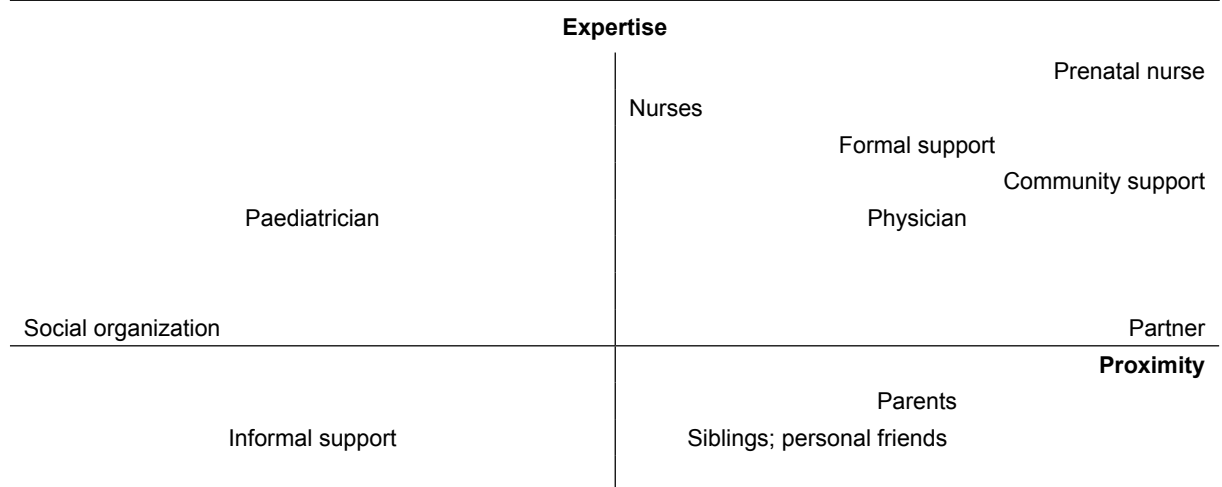 Expertise
Prenatal nurse
Nurses
Formal support
Community support
Paediatrician Physician
Social organization Partner
Proximity
Parents
Informal support Siblings; personal friends